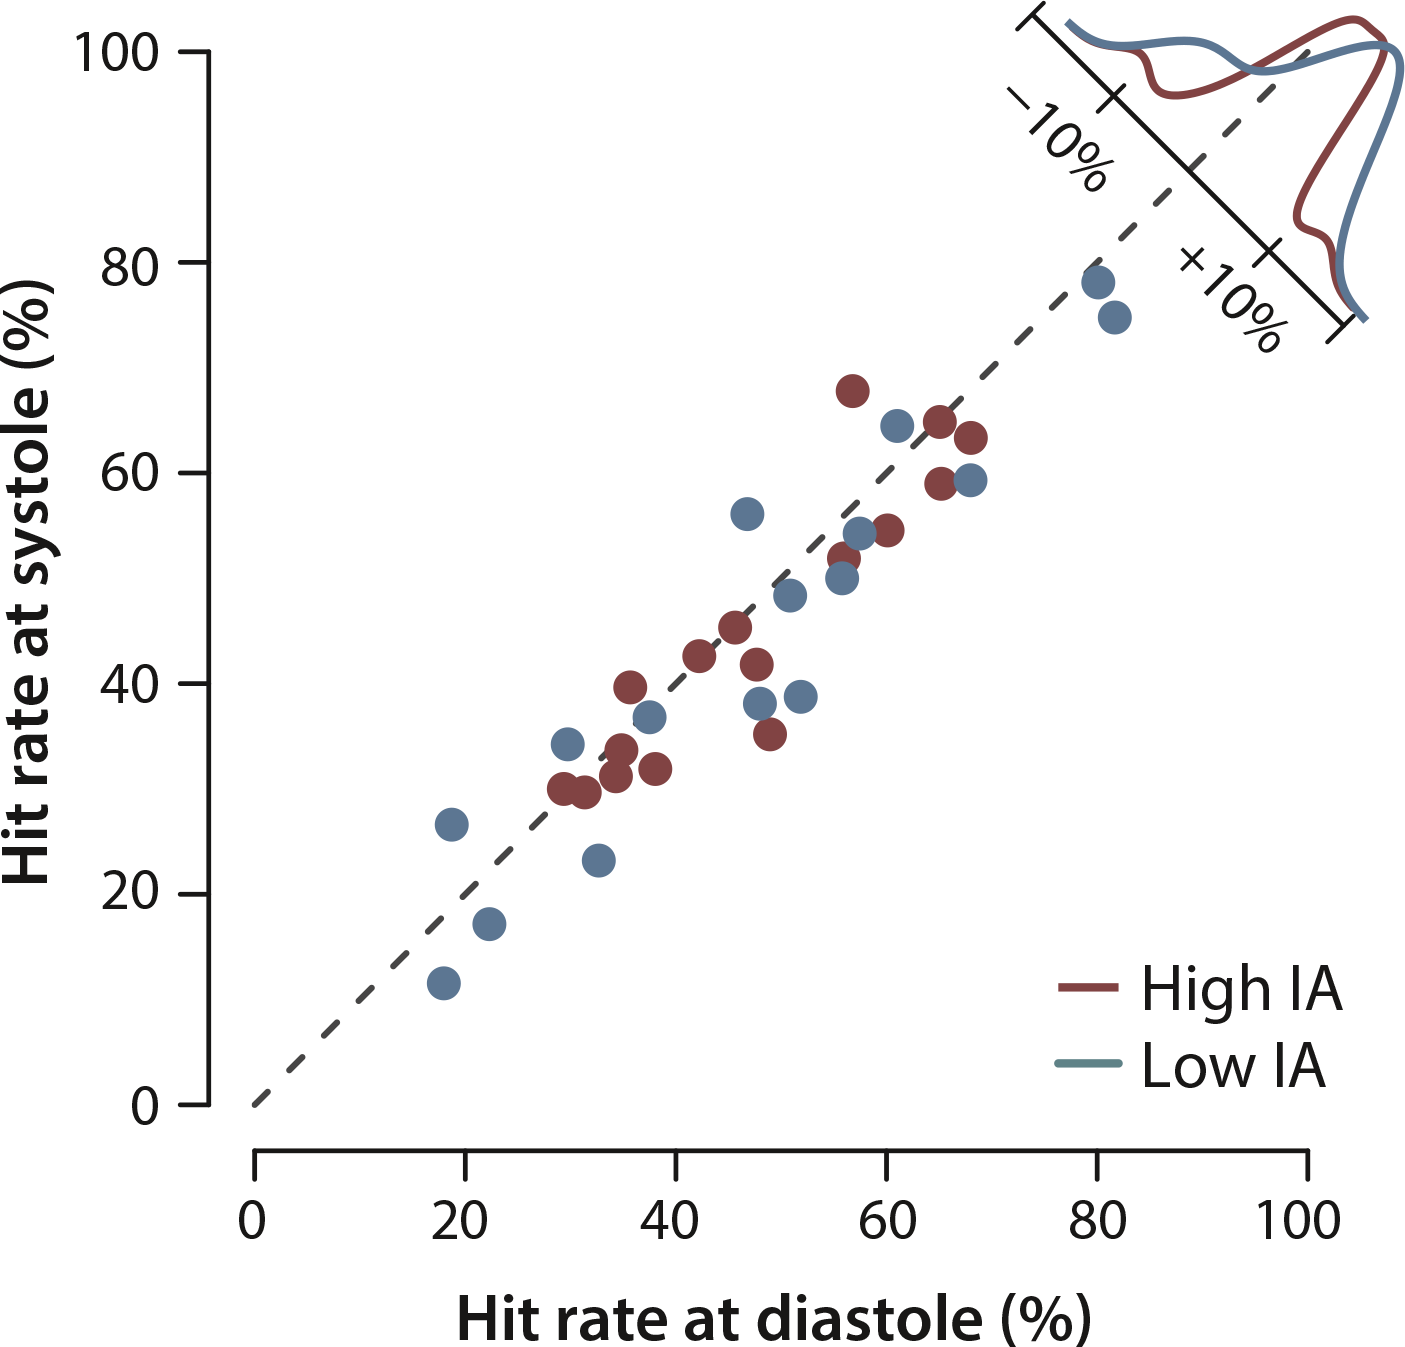 100
80
60
40
20
0
Hit rate at systole (%)
–10%
+10%
High IA
Low IA
0 20 40 60 80 100
Hit rate at diastole (%)